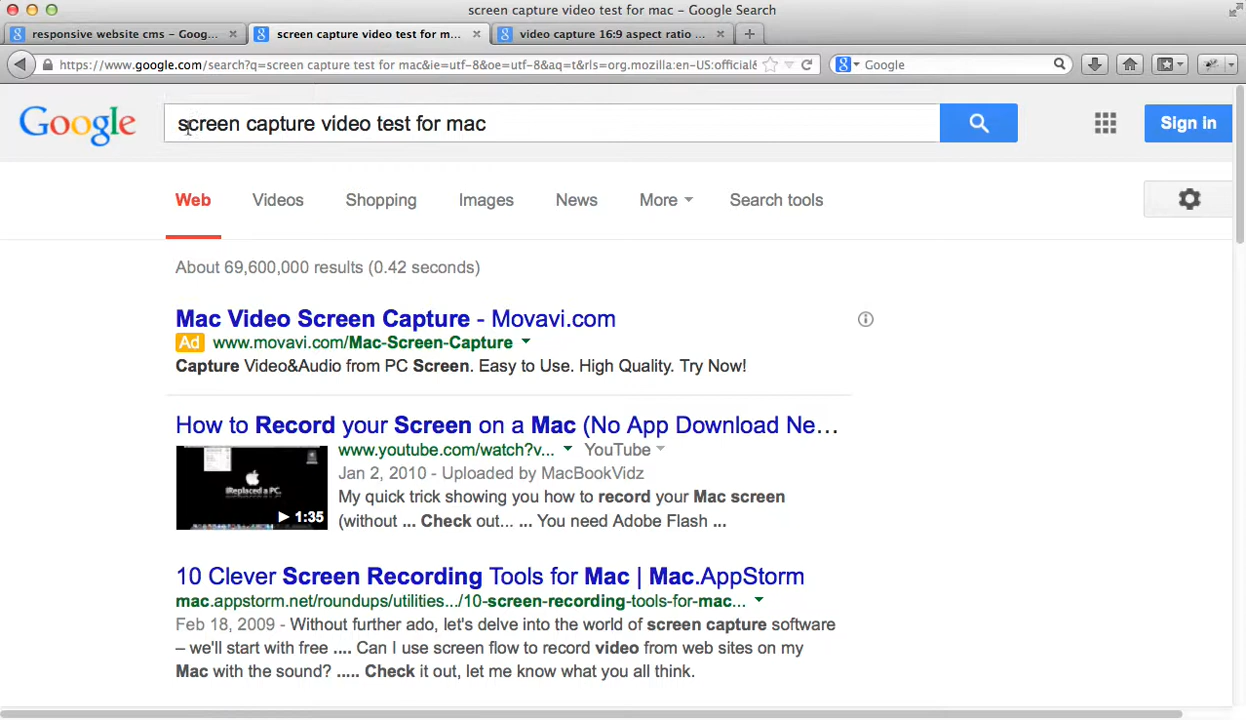 screen capture video test for mac - Google Search
responsive website cms - Goog...
screen capture video test for m...
video capture 16:9 aspect ratio ...
https://www.google.com/search?q=screen capture test for mac&ie=utf-8&oe=utf-8&aq=t&rls=org.mozilla:en-US:official&
Google
Google
screen capture video test for mac
Sign in
Web
Videos
Shopping
Images
News
More
Search tools
About 69,600,000 results (0.42 seconds)
Mac Video Screen Capture - Movavi.com
Ad www.movavi.com/Mac-Screen-Capture
Capture Video&Audio from PC Screen. Easy to Use. High Quality. Try Now!
How to Record your Screen on a Mac (No App Download Ne...
www.youtube.com/watch?v... YouTube
Jan 2, 2010 - Uploaded by MacBookVidz
My quick trick showing you how to record your Mac screen
(without ... Check out... ... You need Adobe Flash ...
iReplaced a PC.
1:35
10 Clever Screen Recording Tools for Mac | Mac.AppStorm
mac.appstorm.net/roundups/utilities.../10-screen-recording-tools-for-mac...
Feb 18, 2009 - Without further ado, let's delve into the world of screen capture software
– we'll start with free .... Can I use screen flow to record video from web sites on my
Mac with the sound? ..... Check it out, let me know what you all think.